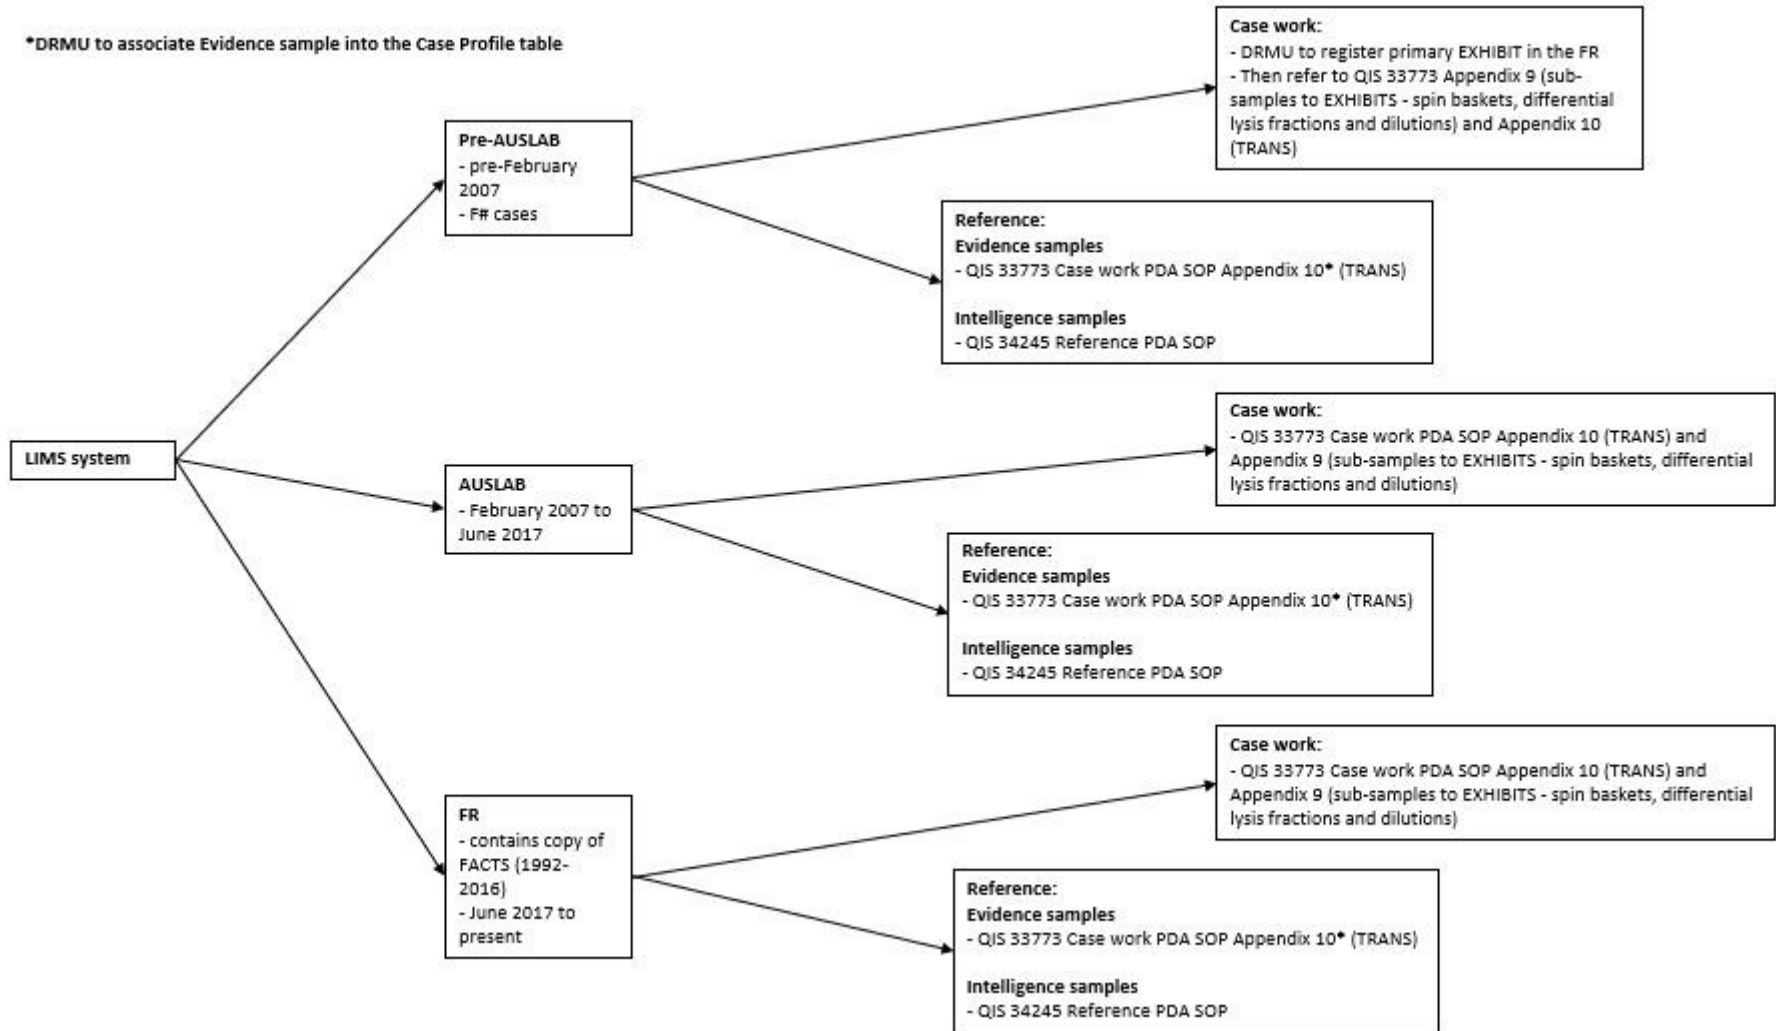 *DRMU to associate Evidence sample into the Case Profile table
Case work:
- DRMU to register primary EXHIBIT in the FR
- Then refer to QIS 33773 Appendix 9 (sub-
samples to EXHIBITS - spin baskets, differential
lysis fractions and dilutions) and Appendix 10
(TRANS)
Pre-AUSLAB
- pre-February
2007
- F# cases
Reference:
Evidence samples
- QIS 33773 Case work PDA SOP Appendix 10* (TRANS)
Intelligence samples
- QIS 34245 Reference PDA SOP
LIMS system
Case work:
- QIS 33773 Case work PDA SOP Appendix 10 (TRANS) and
Appendix 9 (sub-samples to EXHIBITS - spin baskets, differential
lysis fractions and dilutions)
AUSLAB
- February 2007 to
June 2017
Reference:
Evidence samples
- QIS 33773 Case work PDA SOP Appendix 10* (TRANS)
Intelligence samples
- QIS 34245 Reference PDA SOP
Case work:
- QIS 33773 Case work PDA SOP Appendix 10 (TRANS) and
Appendix 9 (sub-samples to EXHIBITS - spin baskets, differential
lysis fractions and dilutions)
FR
- contains copy of
FACTS (1992-
2016)
- June 2017 to
present
Reference:
Evidence samples
- QIS 33773 Case work PDA SOP Appendix 10* (TRANS)
Intelligence samples
- QIS 34245 Reference PDA SOP